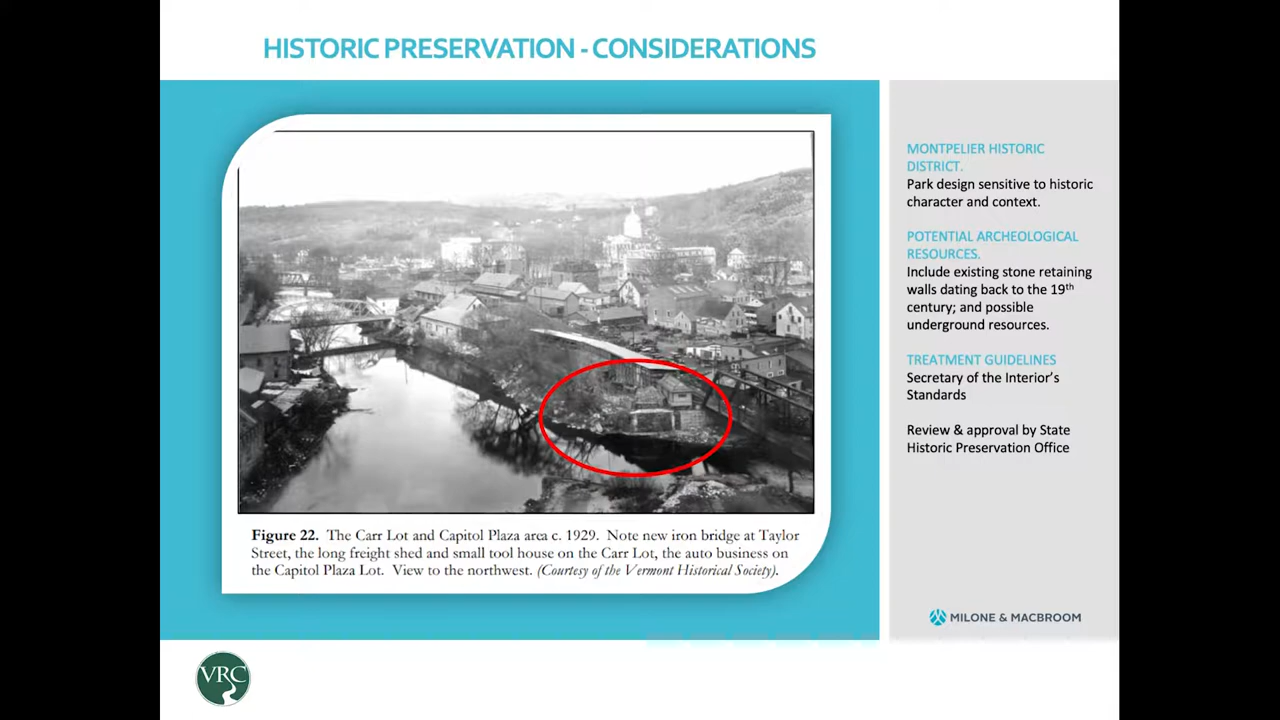 HISTORIC PRESERVATION - CONSIDERATIONS
Figure 22. The Carr Lot and Capitol Plaza area c. 1929. Note new iron bridge at Taylor
Street, the long freight shed and small tool house on the Carr Lot, the auto business on
the Capitol Plaza Lot. View to the northwest. (Courtesy of the Vermont Historical Society).
MONTPELIER HISTORIC
DISTRICT.
Park design sensitive to historic
character and context.
POTENTIAL ARCHEOLOGICAL
RESOURCES.
Include existing stone retaining
walls dating back to the 19th
century; and possible
underground resources.
TREATMENT GUIDELINES
Secretary of the Interior's
Standards
Review & approval by State
Historic Preservation Office
MILONE & MACBROOM
VRC